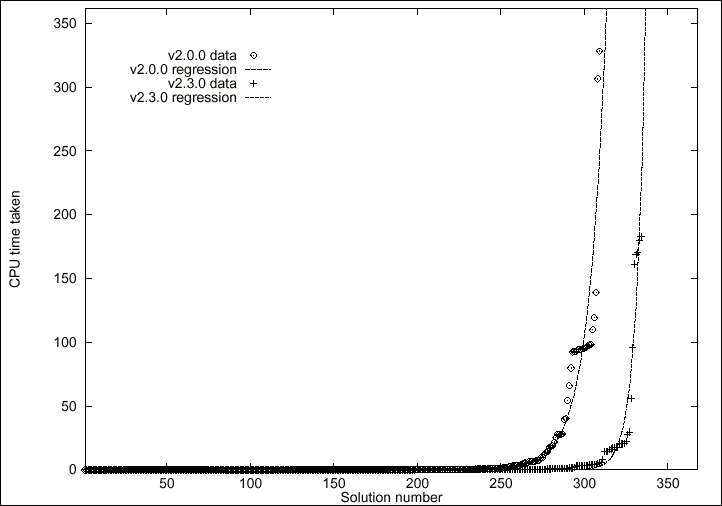 350
300
250
200
150
100
50
0
CPU time taken
v2.0.0 data
v2.0.0 regression
v2.3.0 data
v2.3.0 regression
0 50 100 150 200 250 300 350
Solution number